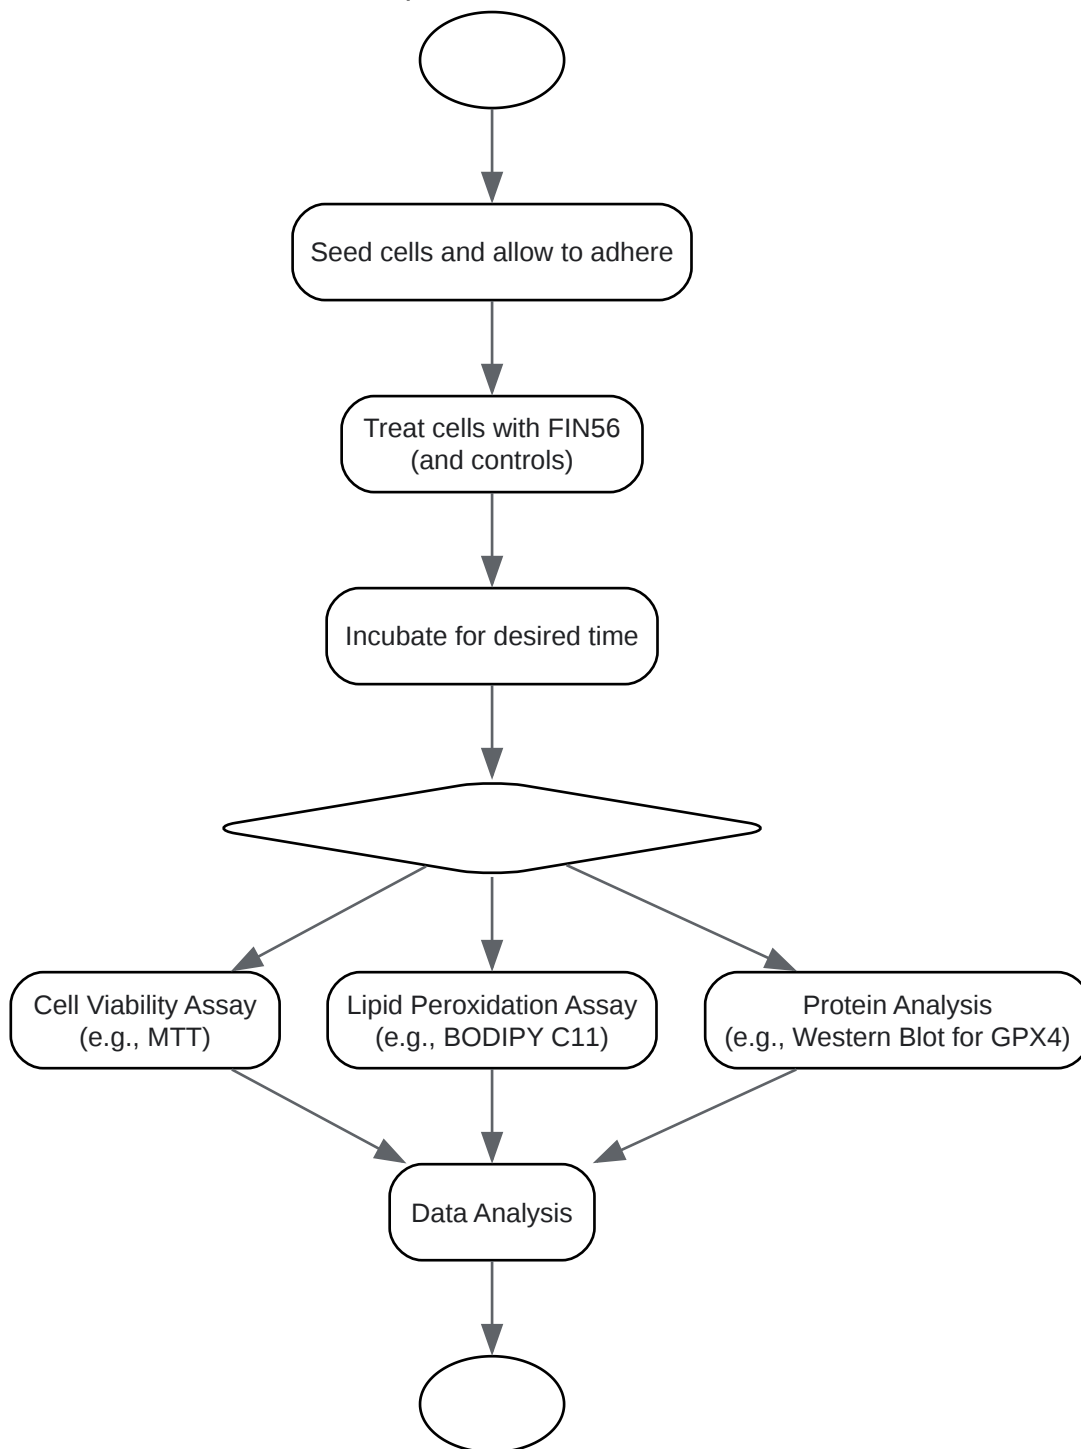 Seed cells and allow to adhere
Treat cells with FIN56
(and controls)
Incubate for desired time
Cell Viability Assay
(e.g., MTT)
Lipid Peroxidation Assay
(e.g., BODIPY C11)
Protein Analysis
(e.g., Western Blot for GPX4)
Data Analysis